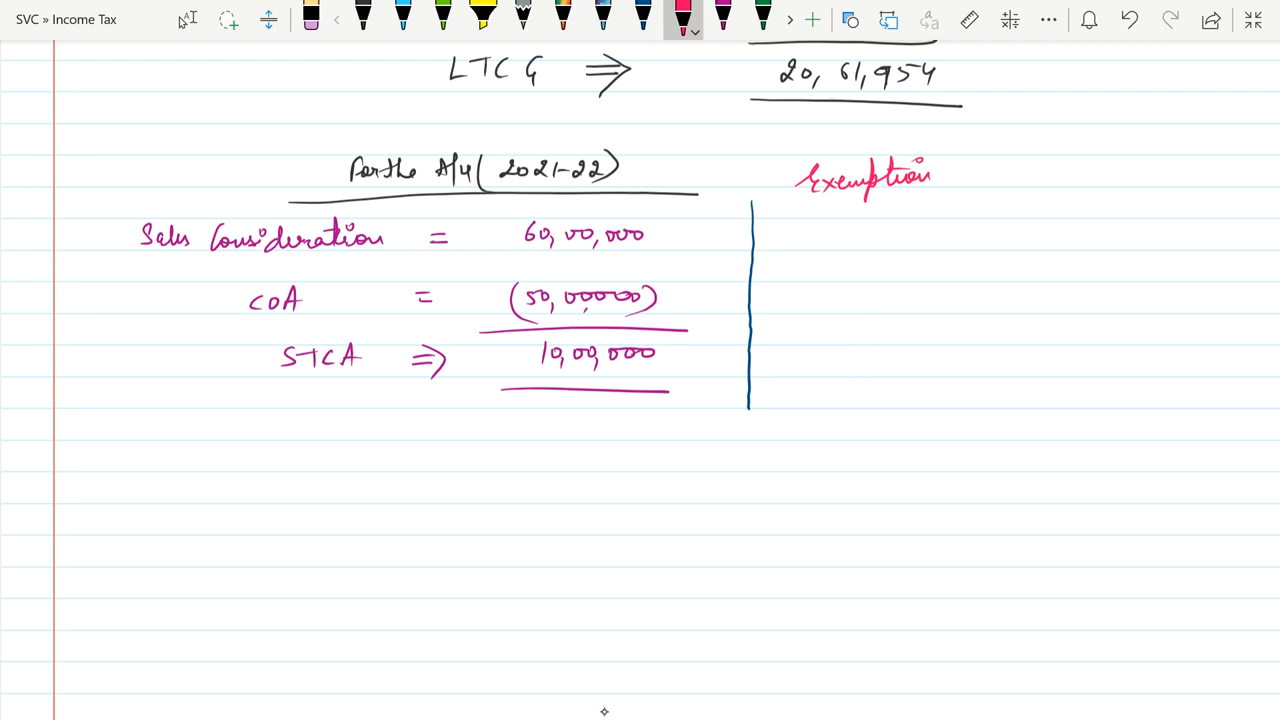 SVC » Income Tax
LTCG ⇒ 20,61,954
For the A/Y (2021-22)
Exemption
Sales Consideration = 60,00,000
COA = (50,00,000)
STCA ⇒ 10,00,000